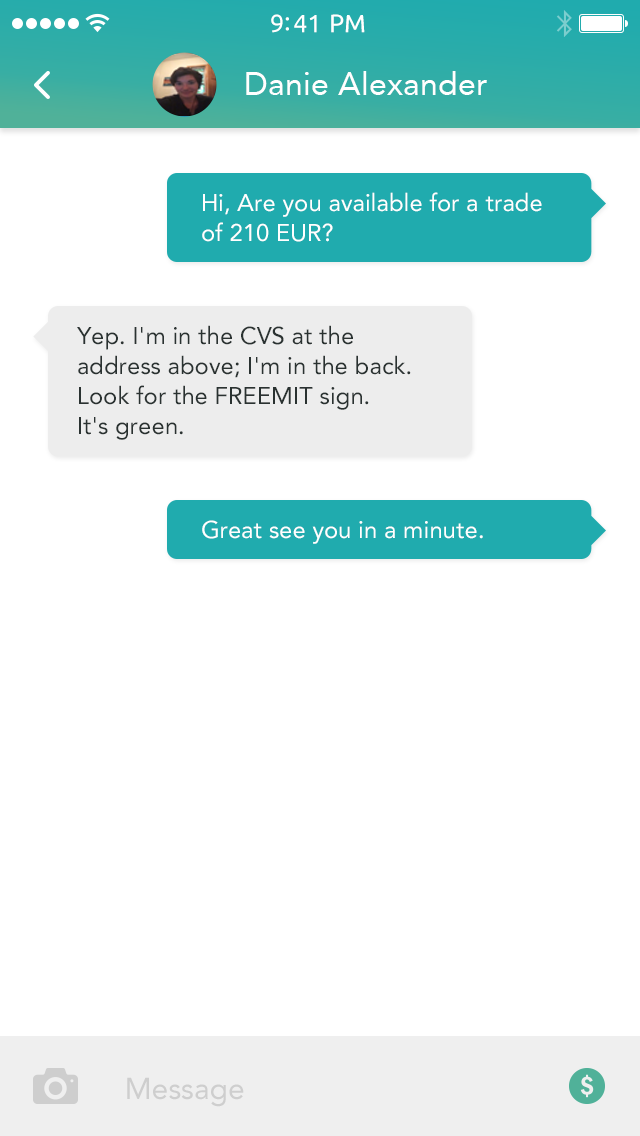 9:41 PM
Danie Alexander
Hi, Are you available for a trade
of 210 EUR?
Yep. I'm in the CVS at the
address above; I'm in the back.
Look for the FREEMIT sign.
It's green.
Great see you in a minute.
Message
$